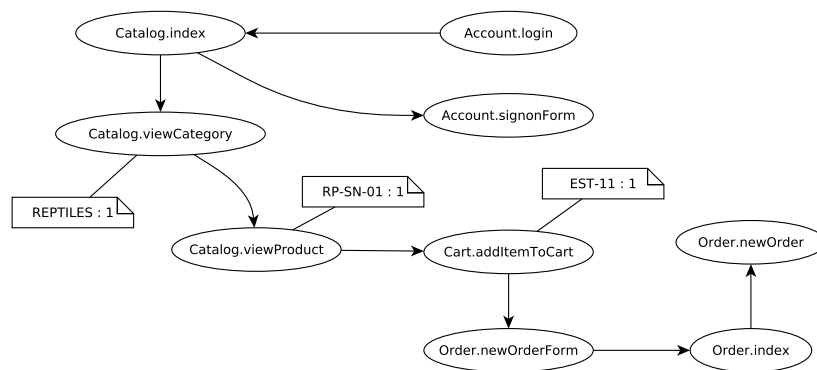 Catalog.index
Account.login
Account.signonForm
Catalog.viewCategory
REPTILES : 1
RP-SN-01 : 1
EST-11 : 1
Catalog.viewProduct
Cart.addItemToCart
Order.newOrder
Order.newOrderForm
Order.index